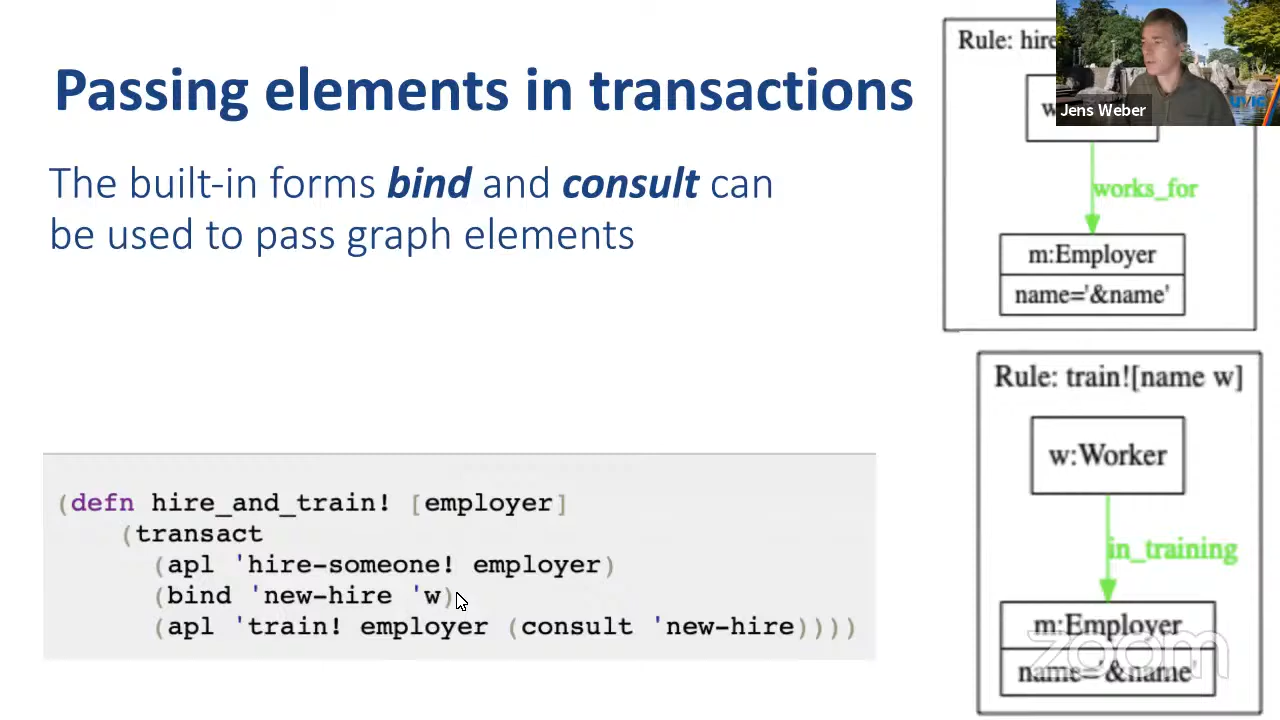 Passing elements in transactions
The built-in forms bind and consult can
be used to pass graph elements
(defn hire_and_train! [employer]
(transact
(apl 'hire-someone! employer)
(bind 'new-hire 'w)
(apl 'train! employer (consult 'new-hire))))
Rule: hire
w
works_for
m:Employer
name='&name'
Jens Weber
Rule: train![name w]
w:Worker
in_training
m:Employer
name='&name'
zoom